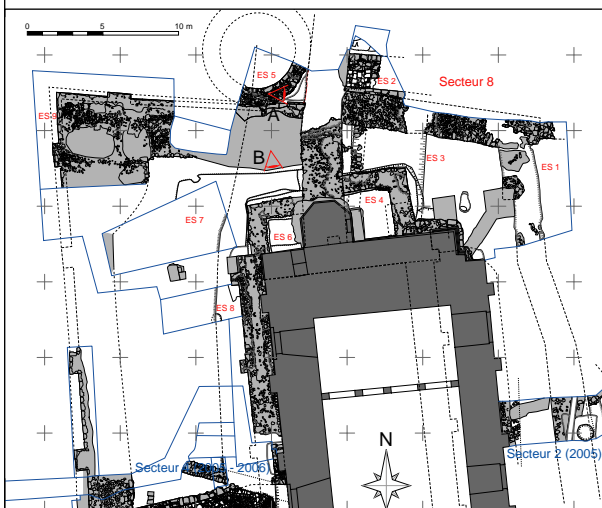 0 5 10 m
ES 5
ES 2
Secteur 8
ES 9
A
B
ES 3
ES 1
ES 4
ES 7
ES 6
ES 8
N
Secteur 2 (2005)
Secteur 2006)